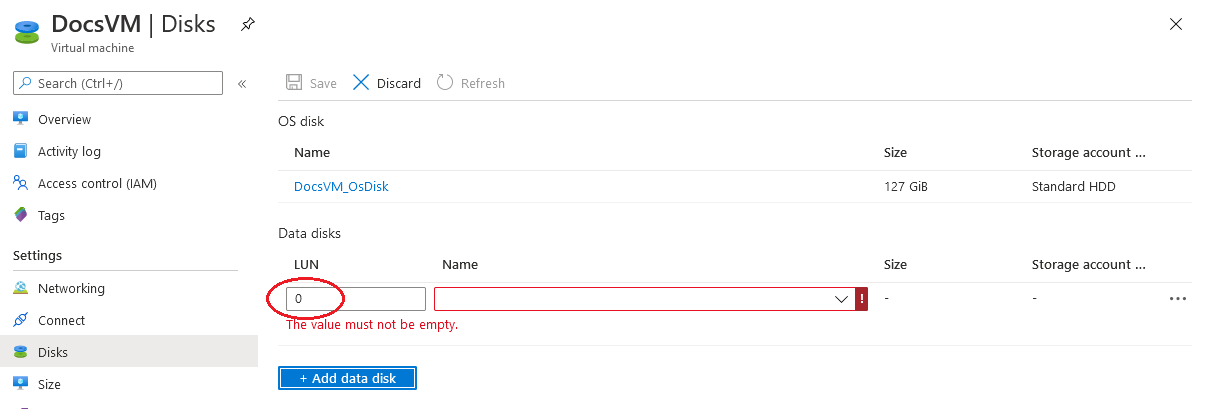 DocsVM | Disks
Virtual machine
Search (Ctrl+/)
«
Overview
Activity log
Access control (IAM)
Tags
Settings
Networking
Connect
Disks
Size
Save Discard Refresh
OS disk
Name Size Storage account ...
DocsVM_OsDisk 127 GiB Standard HDD
Data disks
LUN Name Size Storage account ...
0 ! - - ...
The value must not be empty.
+ Add data disk